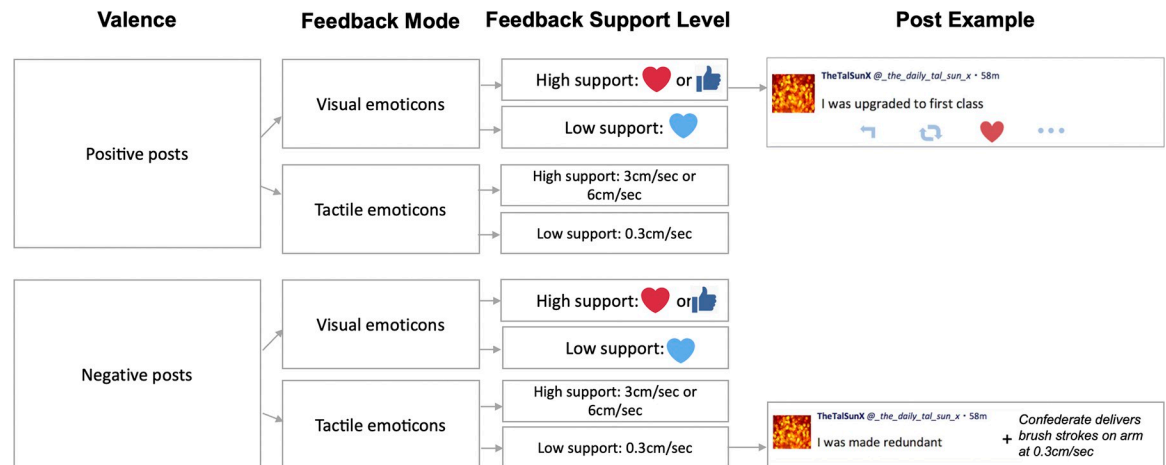 Valence
Feedback Mode
Feedback Support Level
Post Example
Positive posts
Visual emoticons
High support: or
Low support:
Tactile emoticons
High support: 3cm/sec or
6cm/sec
Low support: 0.3cm/sec
TheTalSunX @_the_daily_tal_sun_x • 58m
I was upgraded to first class
Negative posts
Visual emoticons
High support: or
Low support:
Tactile emoticons
High support: 3cm/sec or
6cm/sec
Low support: 0.3cm/sec
TheTalSunX @_the_daily_tal_sun_x • 58m
I was made redundant
+
Confederate delivers
brush strokes on arm
at 0.3cm/sec